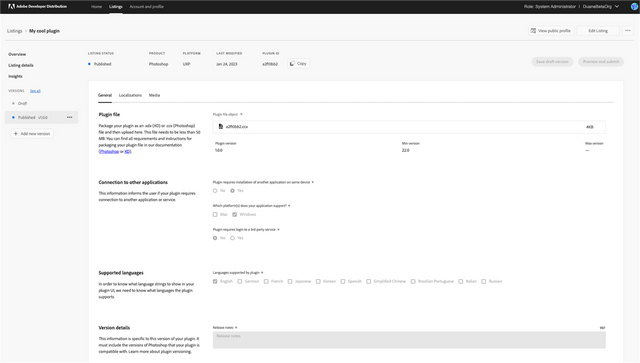 Adobe Developer Distribution
Home
Listings
Account and profile
Role: System Administrator
DuaneBetaOrg
Listings
My cool plugin
View public profile
Edit Listing
Overview
Listing details
Insights
VERSIONS
See all
Draft
Published v1.0.0
Add new version
LISTING STATUS
PRODUCT
PLATFORM
LAST MODIFIED
PLUGIN ID
Published
Photoshop
UXP
Jan 24, 2025
Copy
Save draft version
Preview and submit
General
Localizations
Media
Plugin file
Package your plugin as an .xdx (XD) or .ccx (Photoshop)
file and then upload here. This file needs to be less than 50
MB. You can find all requirements and instructions for
packaging your plugin file in our documentation
(Photoshop or XD).
Plugin file object
4KB
Plugin version
Min version
Max version
1.0.0
22.0
—
Connection to other applications
This information informs the user if your plugin requires
connection to another application or service.
Plugin requires installation of another application on same device
No
Yes
Which platform(s) does your application support?
Mac
Windows
Plugin requires login to a 3rd party service
No
Yes
Supported languages
In order to know what language strings to show in your
plugin UI, we need to know what languages the plugin
supports.
Languages supported by plugin
English
German
French
Japanese
Korean
Spanish
Simplified Chinese
Brazilian Portuguese
Italian
Russian
Version details
This information is specific to this version of your plugin. It
must include the versions of Photoshop that your plugin is
compatible with. Learn more about plugin versioning.
Release notes
Release notes